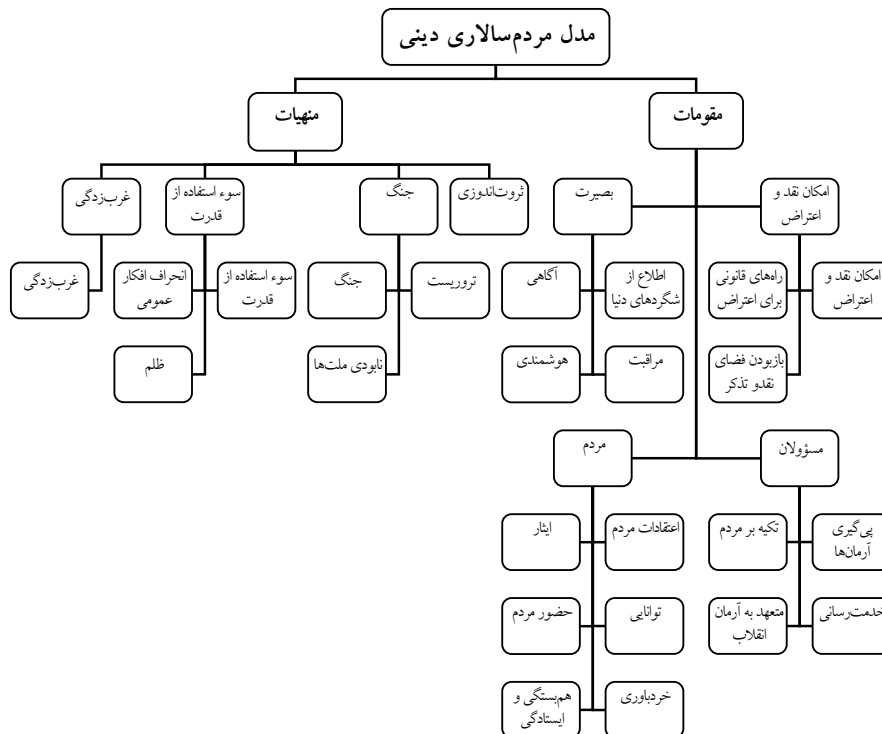 مدل مردم‌سالاری دینی
مقومات
منهیات
امکان نقد و
اعتراض
بصیرت
ثروت‌اندوزی
جنگ
سوء استفاده از
قدرت
غرب‌زدگی
امکان نقد و
اعتراض
راه‌های قانونی
برای اعتراض
اطلاع از
شگردهای دنیا
آگاهی
تروریست
جنگ
سوء استفاده از
قدرت
انحراف افکار
عمومی
غرب‌زدگی
بازبودن فضای
نقدو تذکر
مراقبت
هوشمندی
نابودی ملت‌ها
ظلم
مسؤولان
مردم
پی‌گیری
آرمان‌ها
تکیه بر مردم
اعتقادات مردم
ایثار
خدمت‌رسانی
متعهد به آرمان
انقلاب
توانایی
حضور مردم
خردباوری
هم‌بستگی و
ایستادگی